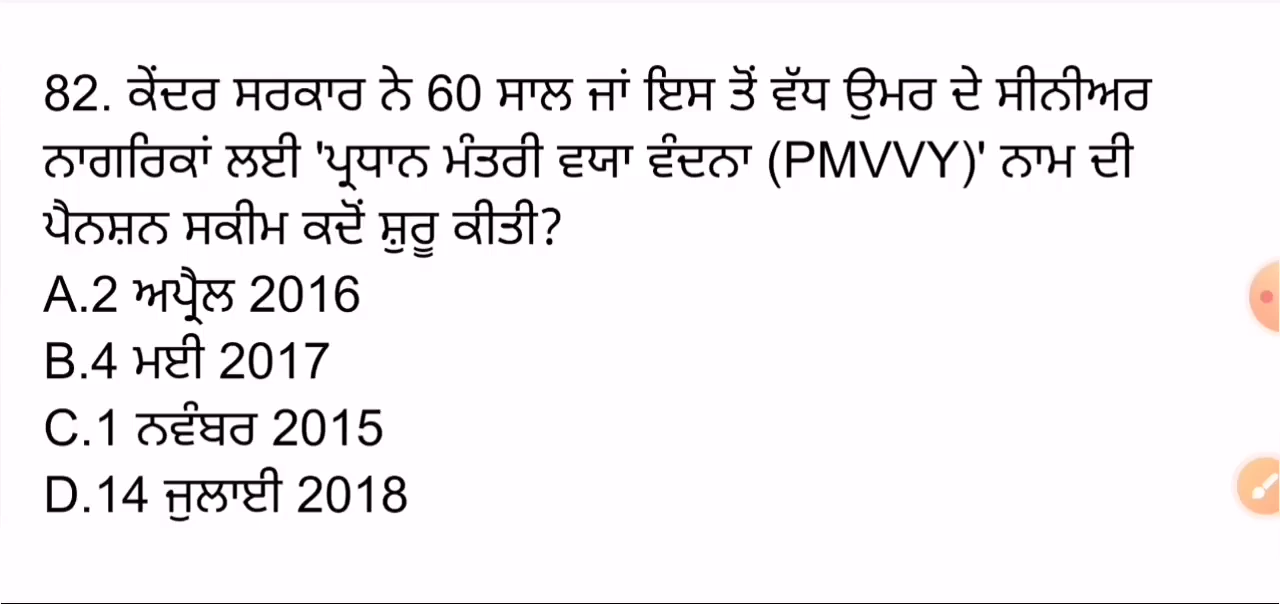 82. ਕੇਂਦਰ ਸਰਕਾਰ ਨੇ 60 ਸਾਲ ਜਾਂ ਇਸ ਤੋਂ ਵੱਧ ਉਮਰ ਦੇ ਸੀਨੀਅਰ
ਨਾਗਰਿਕਾਂ ਲਈ 'ਪ੍ਰਧਾਨ ਮੰਤਰੀ ਵਯਾ ਵੰਦਨਾ (PMVVY)' ਨਾਮ ਦੀ
ਪੈਨਸ਼ਨ ਸਕੀਮ ਕਦੋਂ ਸ਼ੁਰੂ ਕੀਤੀ?
A.2 ਅਪ੍ਰੈਲ 2016
B.4 ਮਈ 2017
C.1 ਨਵੰਬਰ 2015
D.14 ਜੁਲਾਈ 2018